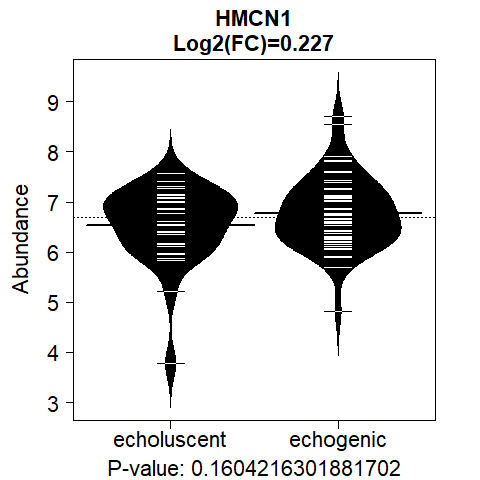 HMCN1
Log2(FC)=0.227
Abundance
9
8
7
6
5
4
3
echoluscent
echogenic
P-value: 0.1604216301881702